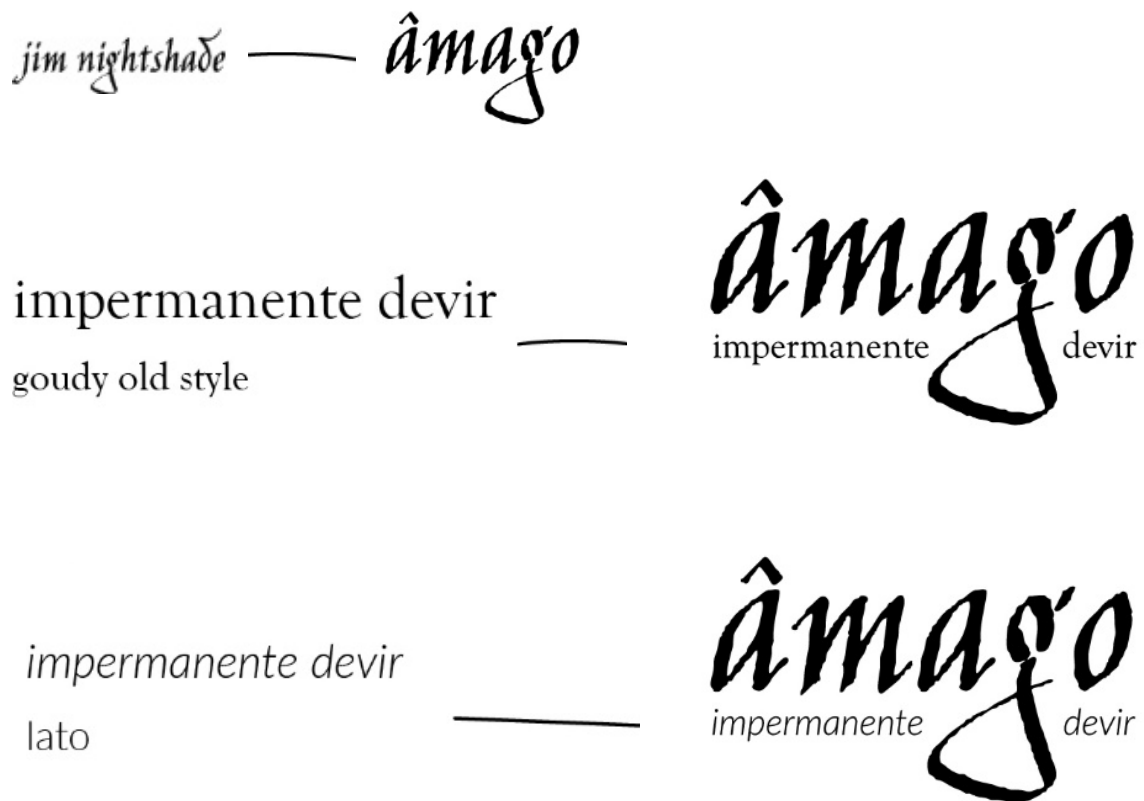 jim nightshade âmago
impermanente devir
goudy old style
âmago
impermanente devir
impermanente devir
lato
âmago
impermanente devir